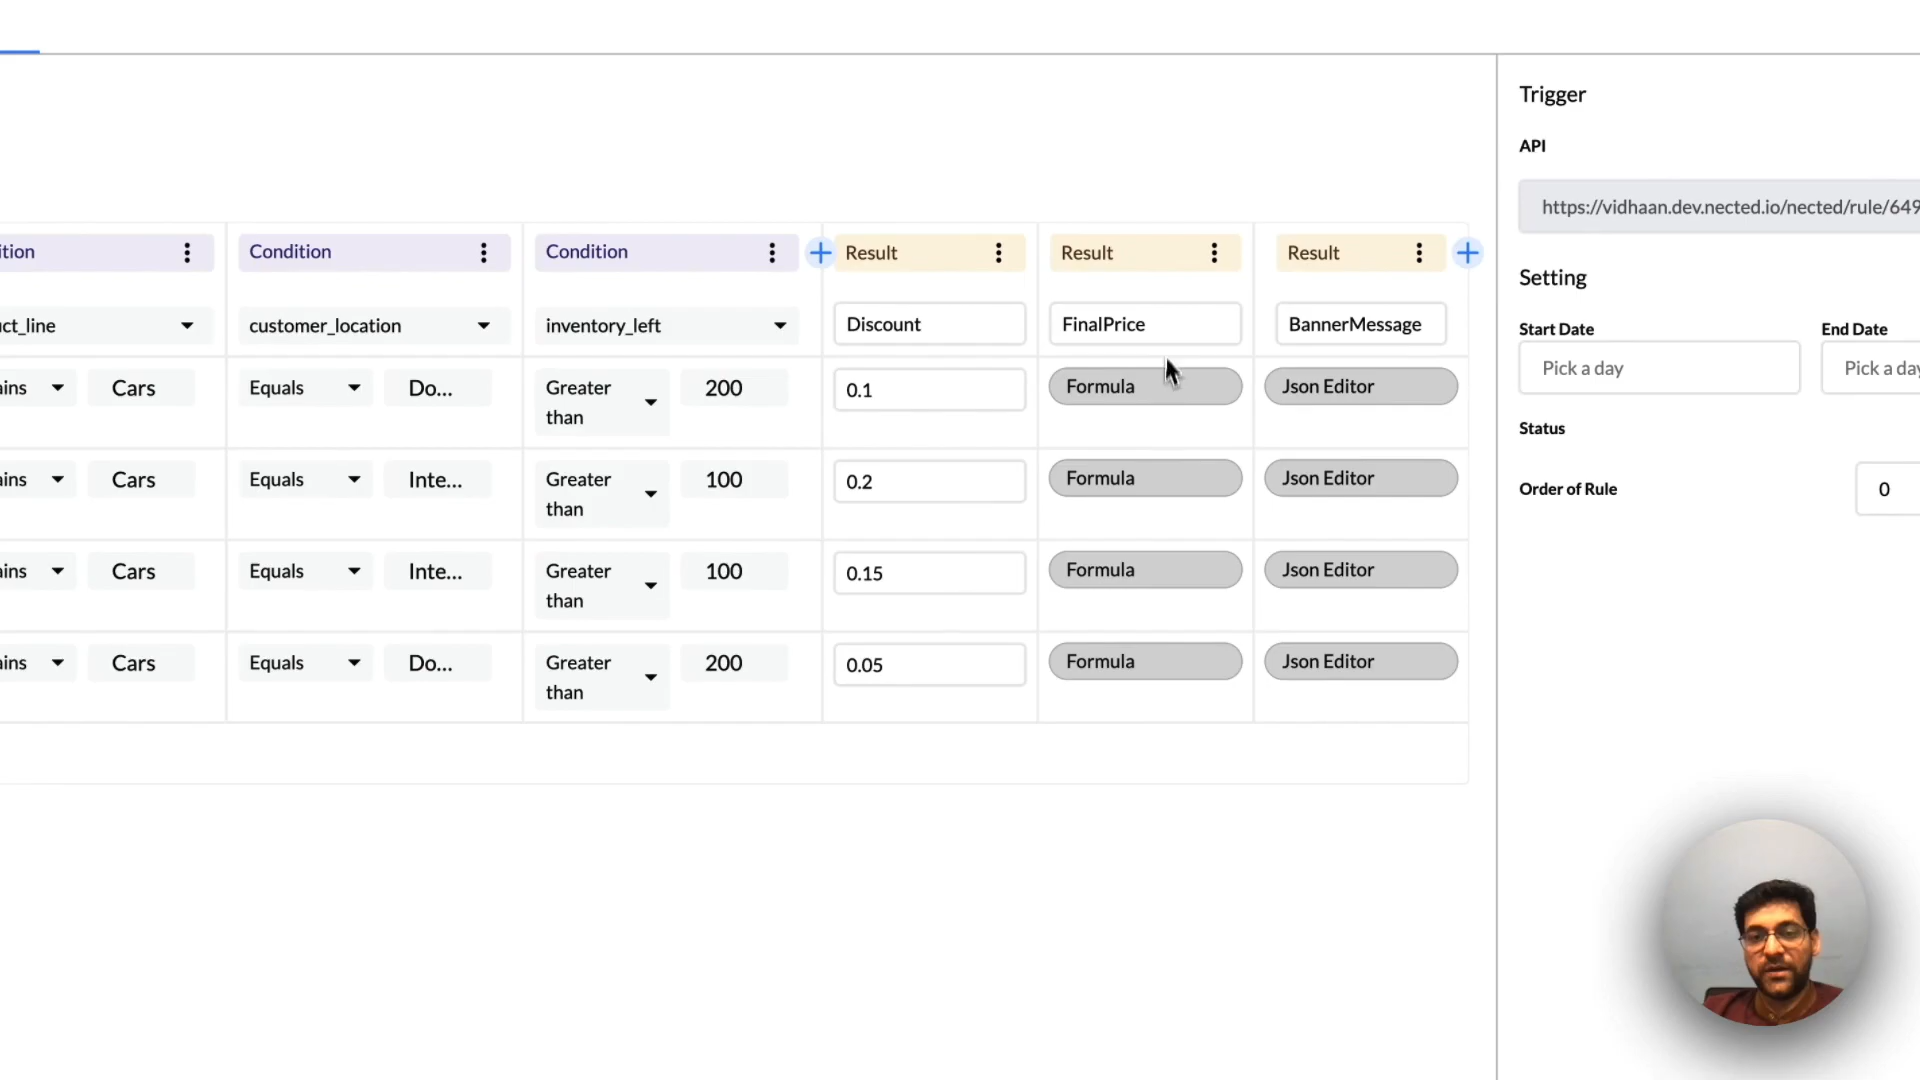 Trigger
API
https://vidhaan.dev.nected.io/nected/rule/649
Setting
Start Date End Date
Pick a day Pick a day
Status
Order of Rule 0
ition Condition Condition Result Result Result
ct_line customer_location inventory_left Discount FinalPrice BannerMessage
ins Cars Equals Do... Greater than 200 0.1 Formula Json Editor
ins Cars Equals Inte... Greater than 100 0.2 Formula Json Editor
ins Cars Equals Inte... Greater than 100 0.15 Formula Json Editor
ins Cars Equals Do... Greater than 200 0.05 Formula Json Editor